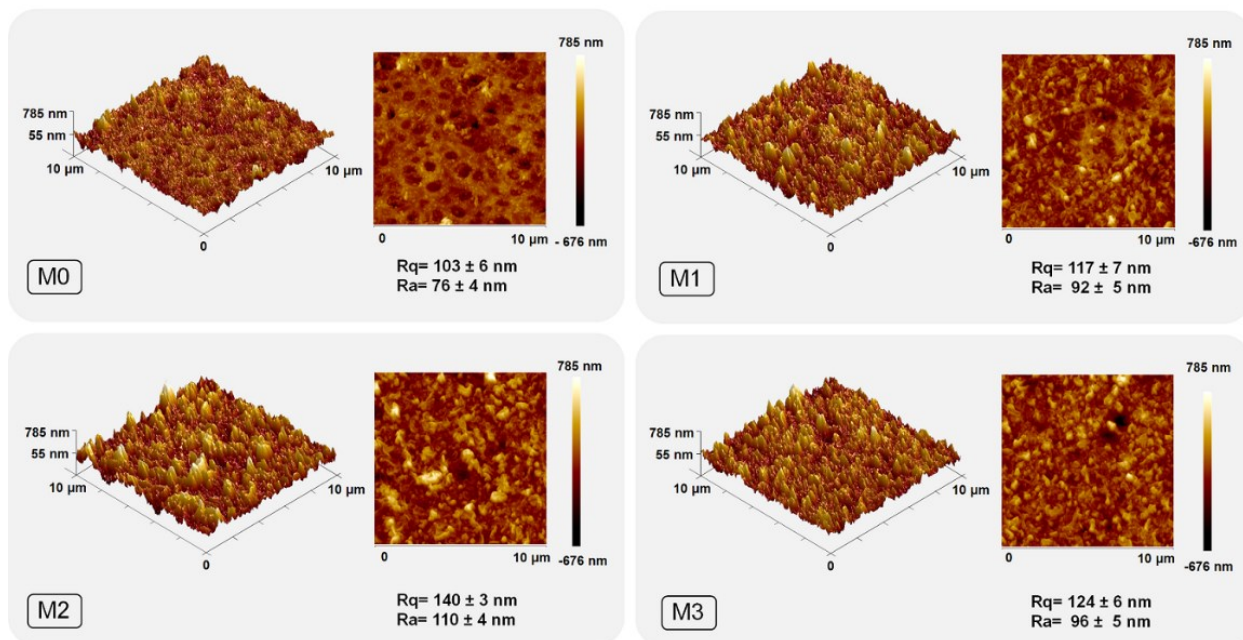 785 nm
55 nm
10 µm
10 µm
0
785 nm
- 676 nm
0
10 µm
Rq= 103 ± 6 nm
Ra= 76 ± 4 nm
M0
785 nm
55 nm
10 µm
10 µm
0
785 nm
-676 nm
0
10 µm
Rq= 117 ± 7 nm
Ra= 92 ± 5 nm
M1
785 nm
55 nm
10 µm
10 µm
0
785 nm
-676 nm
0
10 µm
Rq= 140 ± 3 nm
Ra= 110 ± 4 nm
M2
785 nm
55 nm
10 µm
10 µm
0
785 nm
-676 nm
0
10 µm
Rq= 124 ± 6 nm
Ra= 96 ± 5 nm
M3